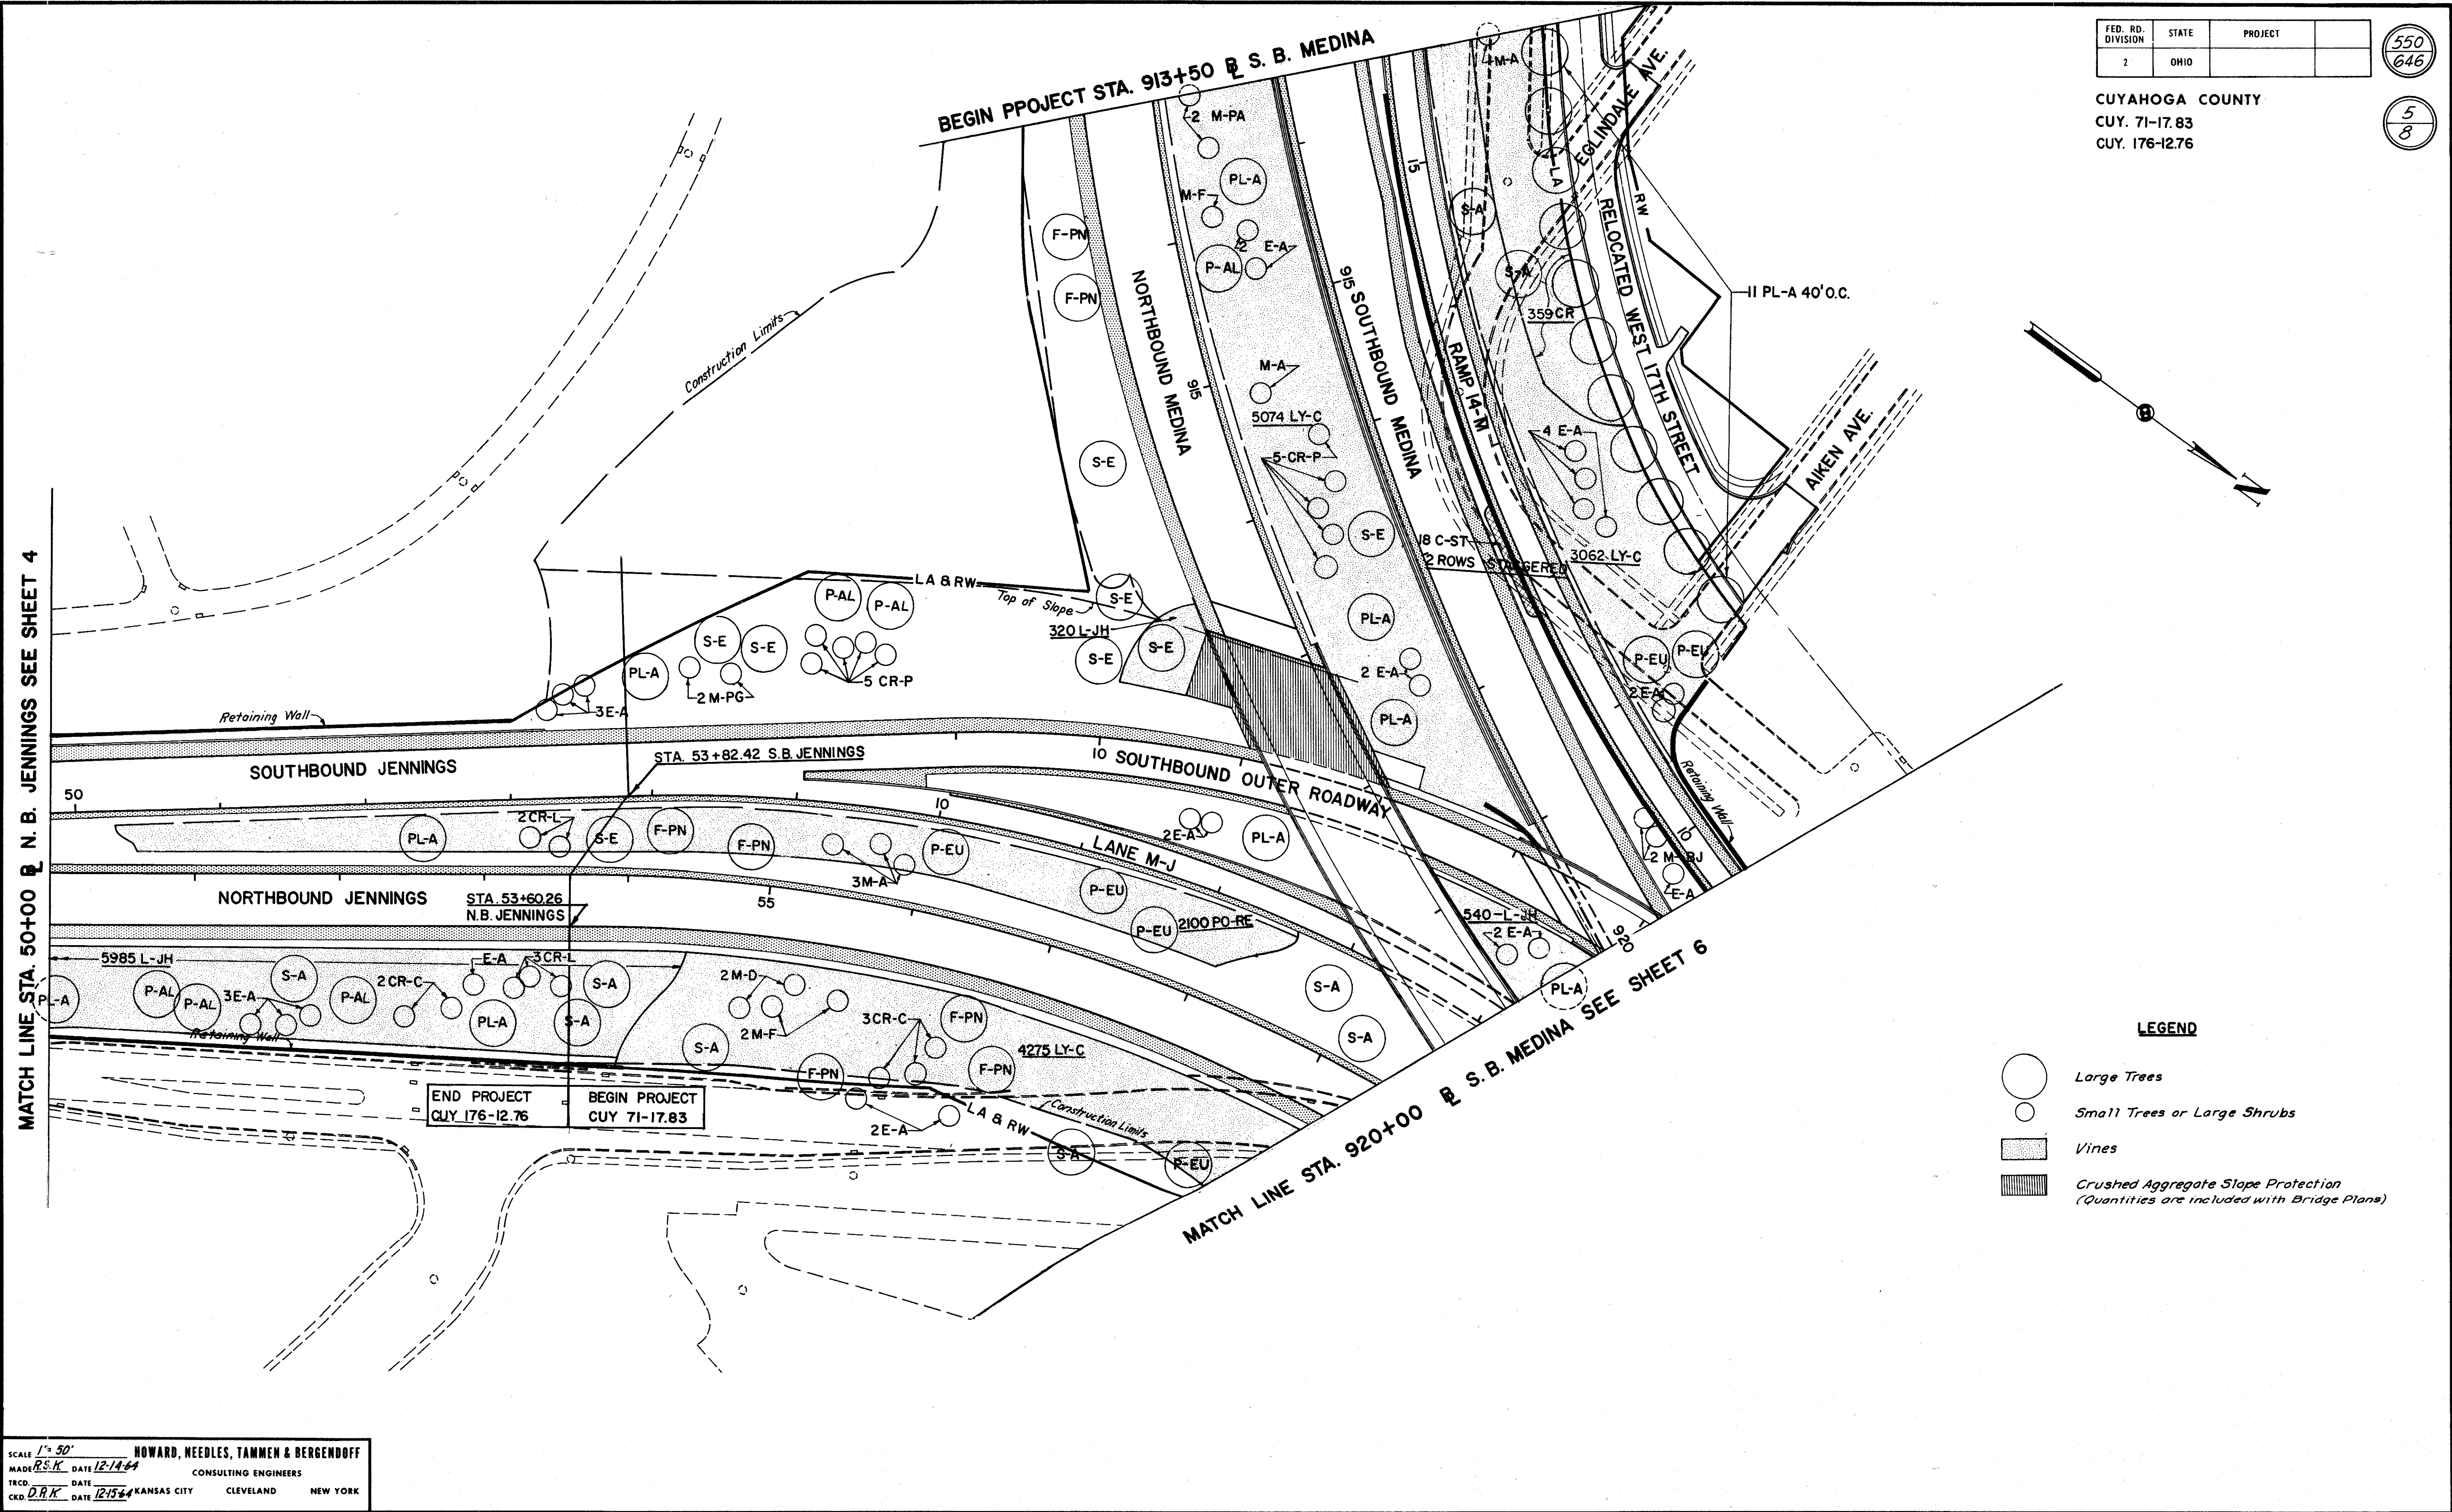 FED. RD. DIVISION STATE PROJECT
2 OHIO
550
646
CUYAHOGA COUNTY
CUY. 71-17.83
CUY. 176-12.76
5
8
BEGIN PPOJECT STA. 913+50 BL S. B. MEDINA
2 M-PA
PL-A
M-F
2 E-A
P-AL
F-PN
F-PN
NORTHBOUND MEDINA
915
M-A
5074 LY-C
5-CR-P
S-E
S-E
915
SOUTHBOUND MEDINA
15
RAMP 14-M
M-A
S-A
S-A
LA
RW
EGLINDALE AVE.
RELOCATED WEST 17TH STREET
359 CR
11 PL-A 40' O.C.
4 E-A
3062 LY-C
18 C-ST
2 ROWS STAGGERED
AIKEN AVE.
N
Construction Limits
LA & RW
Top of Slope
S-E
320 L-JH
S-E
S-E
PL-A
2 E-A
PL-A
P-EU
P-EU
2 E-A
Retaining Wall
10
2 M-BJ
E-A
P-AL
P-AL
S-E
S-E
PL-A
2 M-PG
5 CR-P
3 E-A
Retaining Wall
MATCH LINE STA. 50+00 BL N. B. JENNINGS SEE SHEET 4
SOUTHBOUND JENNINGS
50
STA. 53+82.42 S.B. JENNINGS
10
SOUTHBOUND OUTER ROADWAY
10
LANE M-J
2 E-A
PL-A
PL-A
2 CR-L
S-E
F-PN
F-PN
3 M-A
P-EU
P-EU
P-EU
2100 PO-RE
NORTHBOUND JENNINGS
STA. 53+60.26
N.B. JENNINGS
55
540-L-JH
2 E-A
920
PL-A
S-A
S-A
5985 L-JH
PL-A
P-AL
P-AL
S-A
3 E-A
P-AL
2 CR-C
E-A
3 CR-L
PL-A
S-A
S-A
Retaining Wall
2 M-D
2 M-F
S-A
3 CR-C
F-PN
F-PN
F-PN
4275 LY-C
END PROJECT
CUY 176-12.76
BEGIN PROJECT
CUY 71-17.83
2 E-A
LA & RW
Construction Limits
S-A
P-EU
MATCH LINE STA. 920+00 BL S. B. MEDINA SEE SHEET 6
LEGEND
Large Trees
Small Trees or Large Shrubs
Vines
Crushed Aggregate Slope Protection
(Quantities are included with Bridge Plans)
SCALE 1"=50' HOWARD, NEEDLES, TAMMEN & BERGENDOFF
MADE R.S.K. DATE 12-14-64
CONSULTING ENGINEERS
TRCD. DATE
CKD. D.R.K DATE 12-15-64 KANSAS CITY CLEVELAND NEW YORK